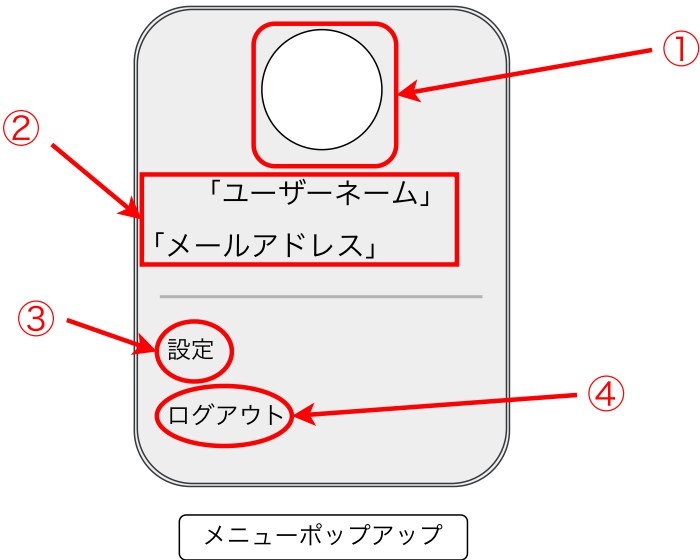 ①
②
「ユーザーネーム」
「メールアドレス」
③
設定
④
ログアウト
メニューポップアップ